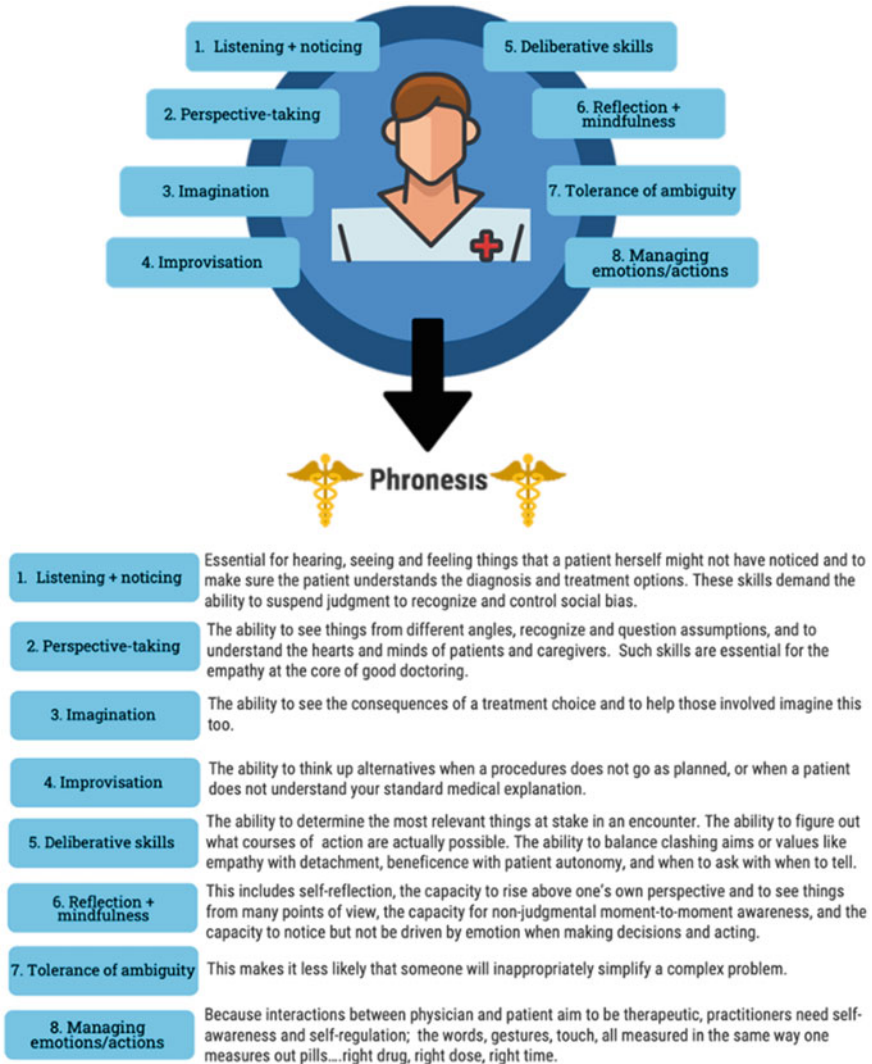 1. Listening + noticing
5. Deliberative skills
2. Perspective-taking
6. Reflection +
mindfulness
3. Imagination
7. Tolerance of ambiguity
4. Improvisation
8. Managing
emotions/actions
Phronesis
1. Listening + noticing
Essential for hearing, seeing and feeling things that a patient herself might not have noticed and to
make sure the patient understands the diagnosis and treatment options. These skills demand the
ability to suspend judgment to recognize and control social bias.
2. Perspective-taking
The ability to see things from different angles, recognize and question assumptions, and to
understand the hearts and minds of patients and caregivers. Such skills are essential for the
empathy at the core of good doctoring.
3. Imagination
The ability to see the consequences of a treatment choice and to help those involved imagine this
too.
4. Improvisation
The ability to think up alternatives when a procedures does not go as planned, or when a patient
does not understand your standard medical explanation.
5. Deliberative skills
The ability to determine the most relevant things at stake in an encounter. The ability to figure out
what courses of action are actually possible. The ability to balance clashing aims or values like
empathy with detachment, beneficence with patient autonomy, and when to ask with when to tell.
6. Reflection +
mindfulness
This includes self-reflection, the capacity to rise above one's own perspective and to see things
from many points of view, the capacity for non-judgmental moment-to-moment awareness, and the
capacity to notice but not be driven by emotion when making decisions and acting.
7. Tolerance of ambiguity
This makes it less likely that someone will inappropriately simplify a complex problem.
8. Managing
emotions/actions
Because interactions between physician and patient aim to be therapeutic, practitioners need self-
awareness and self-regulation; the words, gestures, touch, all measured in the same way one
measures out pills....right drug, right dose, right time.